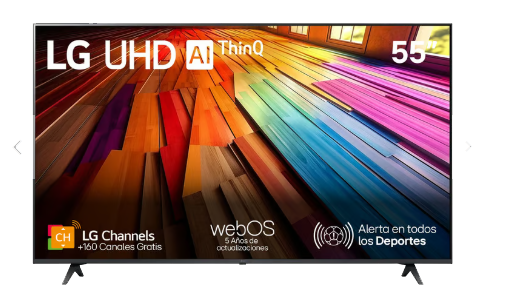 LG UHD AI ThinQ 55"
CH LG Channels
+160 Canales Gratis
webOS
5 Años de
actualizaciones
Alerta en todos
los Deportes